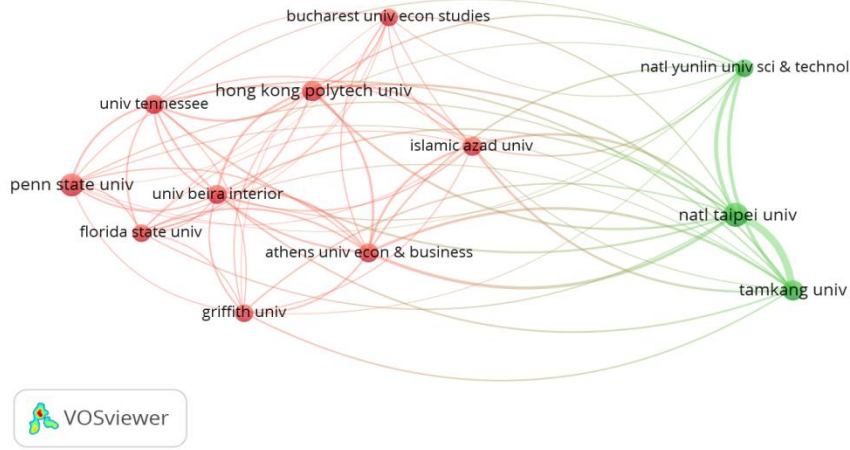 bucharest univ econ studies
natl yunlin univ sci & technol
hong kong polytech univ
univ tennessee
islamic azad univ
penn state univ
univ beira interior
natl taipei univ
florida state univ
athens univ econ & business
tamkang univ
griffith univ
VOSviewer